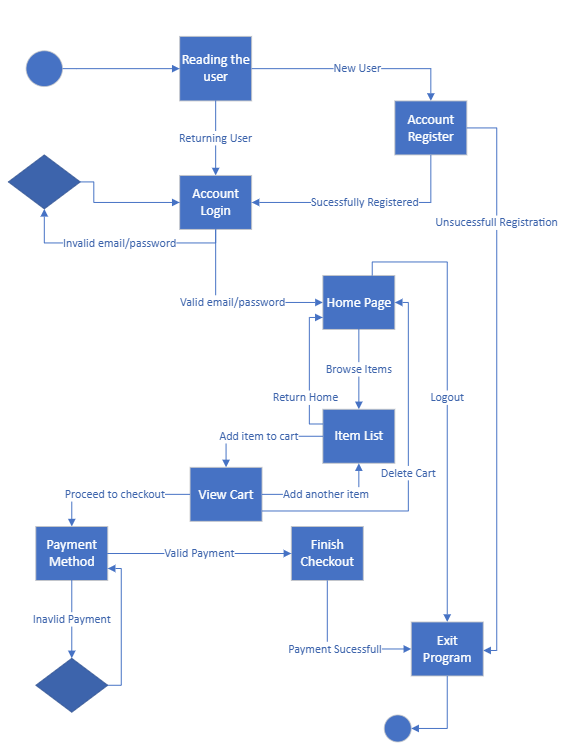 Reading the
user
New User
Account
Register
Returning User
Account
Login
Sucessfully Registered
Unsucessfull Registration
Invalid email/password
Valid email/password
Home Page
Browse Items
Return Home
Logout
Add item to cart
Item List
Delete Cart
Proceed to checkout
View Cart
Add another item
Payment
Method
Valid Payment
Finish
Checkout
Inavlid Payment
Payment Sucessfull
Exit
Program